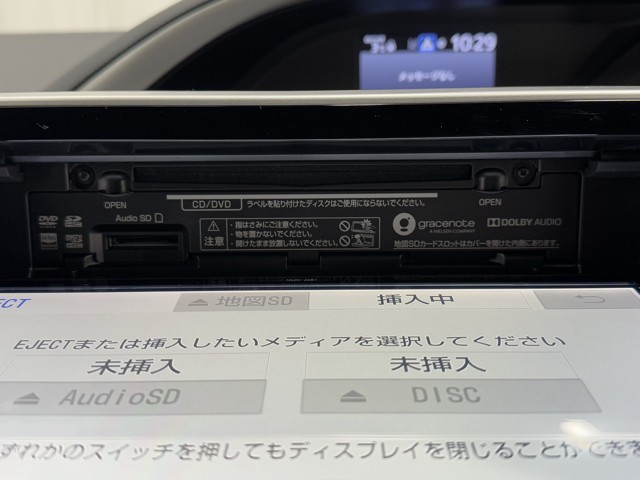 10:29
メッセージなし
CD/DVD ラベルを貼り付けたディスクはご使用にならないでください。
OPEN
OPEN
Audio SD
注意
・指はさみにご注意ください。
・物を置かないでください。
・開けたまま放置しないでください。
gracenote
A NIELSEN COMPANY
DOLBY AUDIO
地図SDカードスロットはカバーを開けた内側にあります。
DVD
SD
ECT
地図SD
挿入中
EJECTまたは挿入したいメディアを選択してください
未挿入
未挿入
AudioSD
DISC
ずれかのスイッチを押してもディスプレイを閉じることができま